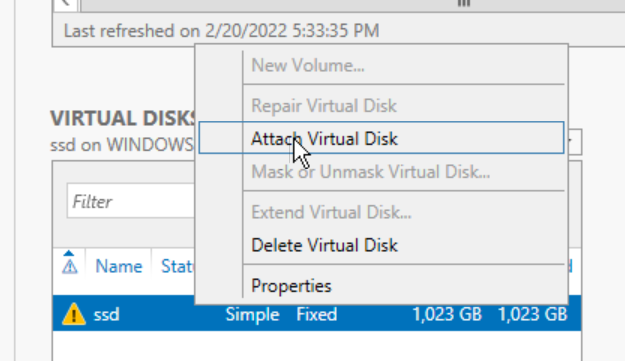 Last refreshed on 2/20/2022 5:33:35 PM
New Volume...
Repair Virtual Disk
VIRTUAL DISKS
Attach Virtual Disk
ssd on WINDOWS
Mask or Unmask Virtual Disk...
Filter
Extend Virtual Disk...
Delete Virtual Disk
Name
Properties
ssd Simple Fixed 1,023 GB 1,023 GB